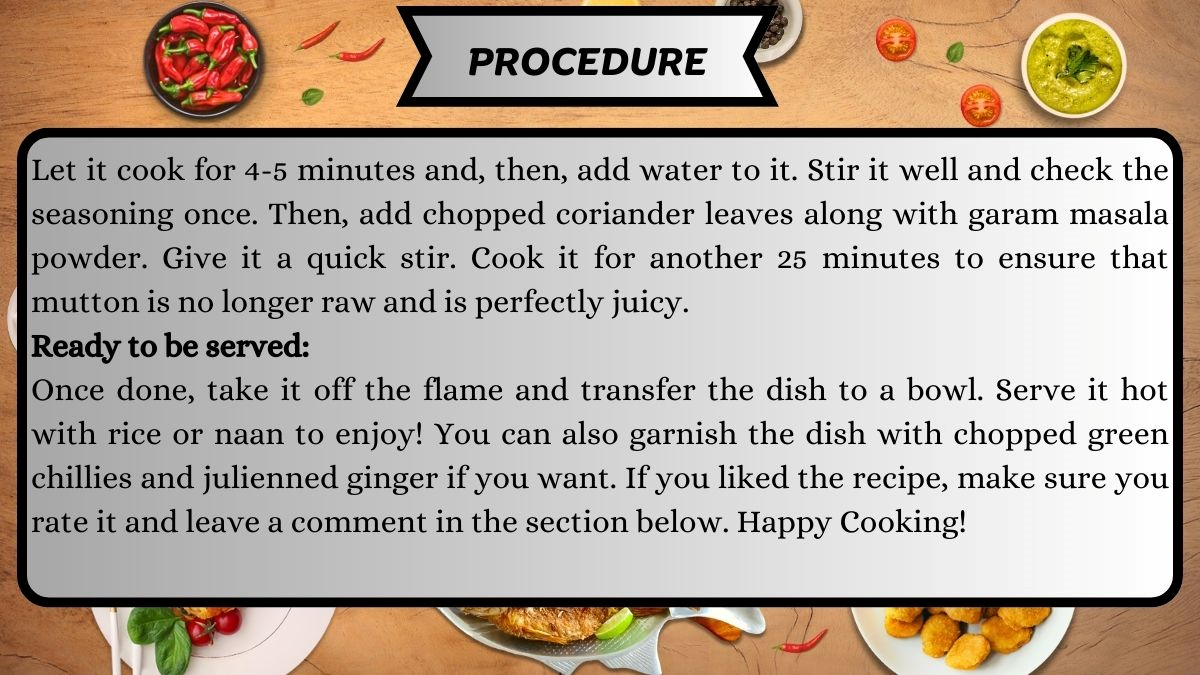 PROCEDURE
Let it cook for 4-5 minutes and, then, add water to it. Stir it well and check the
seasoning once. Then, add chopped coriander leaves along with garam masala
powder. Give it a quick stir. Cook it for another 25 minutes to ensure that
mutton is no longer raw and is perfectly juicy.
Ready to be served:
Once done, take it off the flame and transfer the dish to a bowl. Serve it hot
with rice or naan to enjoy! You can also garnish the dish with chopped green
chillies and julienned ginger if you want. If you liked the recipe, make sure you
rate it and leave a comment in the section below. Happy Cooking!